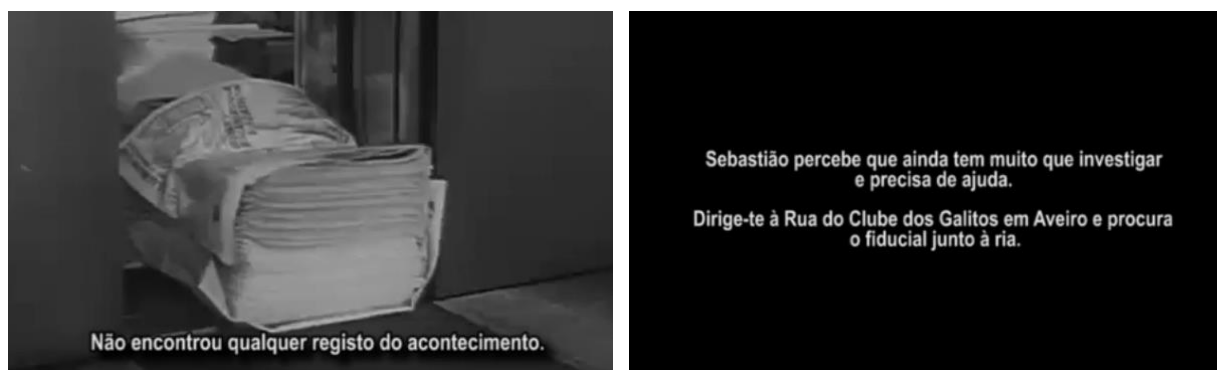 Não encontrou qualquer registo do acontecimento.
Sebastião percebe que ainda tem muito que investigar
e precisa de ajuda.
Dirige-te à Rua do Clube dos Galitos em Aveiro e procura
o fiducial junto à ria.